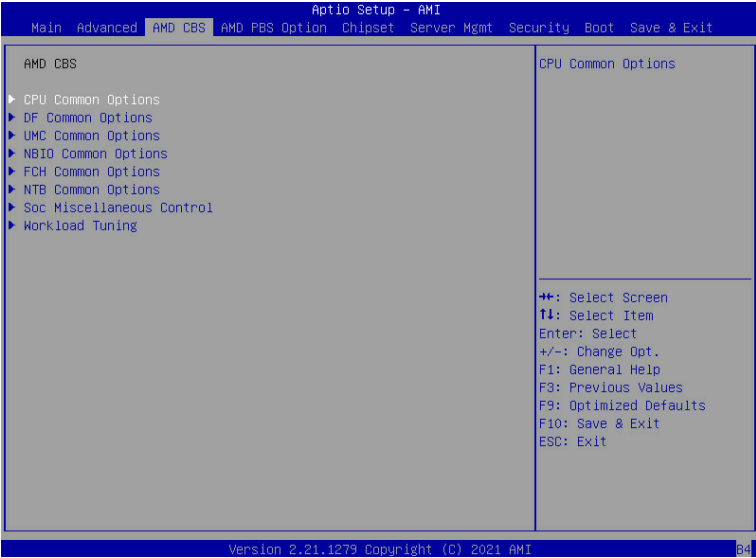 Aptio Setup – AMI
Main Advanced AMD CBS AMD PBS Option Chipset Server Mgmt Security Boot Save & Exit
AMD CBS
CPU Common Options
DF Common Options
UMC Common Options
NBIO Common Options
FCH Common Options
NTB Common Options
Soc Miscellaneous Control
Workload Tuning
CPU Common Options
→←: Select Screen
↑↓: Select Item
Enter: Select
+/-: Change Opt.
F1: General Help
F3: Previous Values
F9: Optimized Defaults
F10: Save & Exit
ESC: Exit
Version 2.21.1279 Copyright (C) 2021 AMI
B4